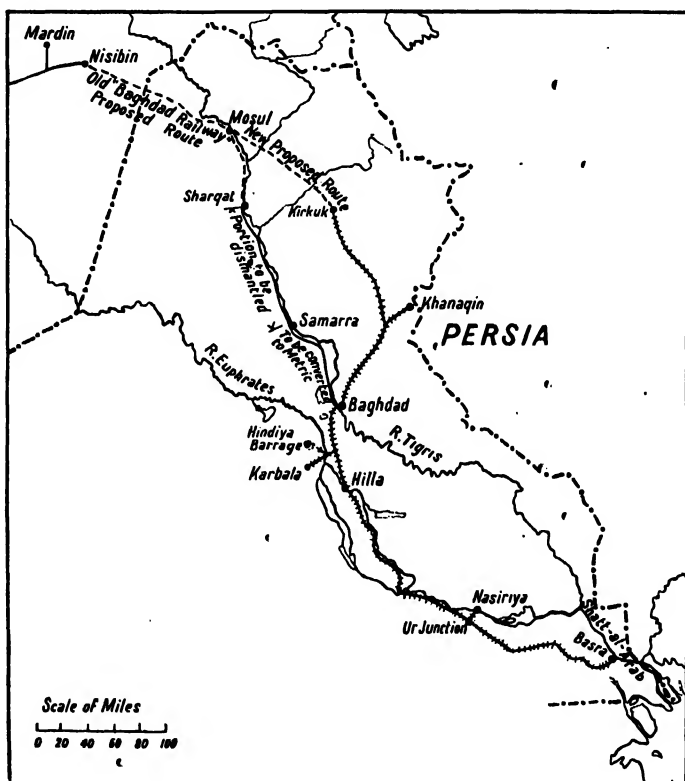 Mardin
Nisibin
Old Baghdad Railway
Proposed Route
Mosul
New Proposed Route
Sharqat
Kirkuk
Portion to be
dismantled
Samarra
To be converted
to Metric
Khanaqin
PERSIA
R. Euphrates
Baghdad
R. Tigris
Hindiya
Barrage
Karbala
Hilla
Nasiriya
Ur Junction
Shatt-al-Arab
Basra
Scale of Miles
0 20 40 60 80 100